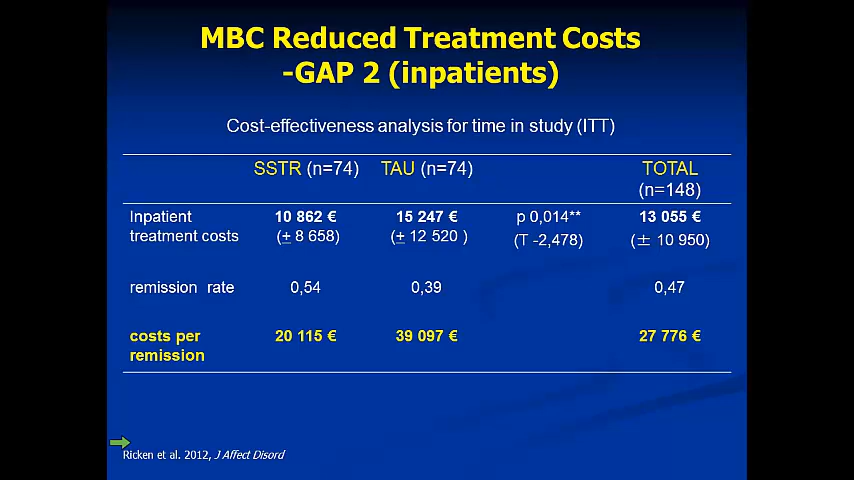 MBC Reduced Treatment Costs
-GAP 2 (inpatients)
Cost-effectiveness analysis for time in study (ITT)
SSTR (n=74) TAU (n=74) TOTAL
(n=148)
Inpatient 10 862 € 15 247 € p 0,014** 13 055 €
treatment costs (± 8 658) (± 12 520 ) (T -2,478) (± 10 950)
remission rate 0,54 0,39 0,47
costs per 20 115 € 39 097 € 27 776 €
remission
Ricken et al. 2012, J Affect Disord